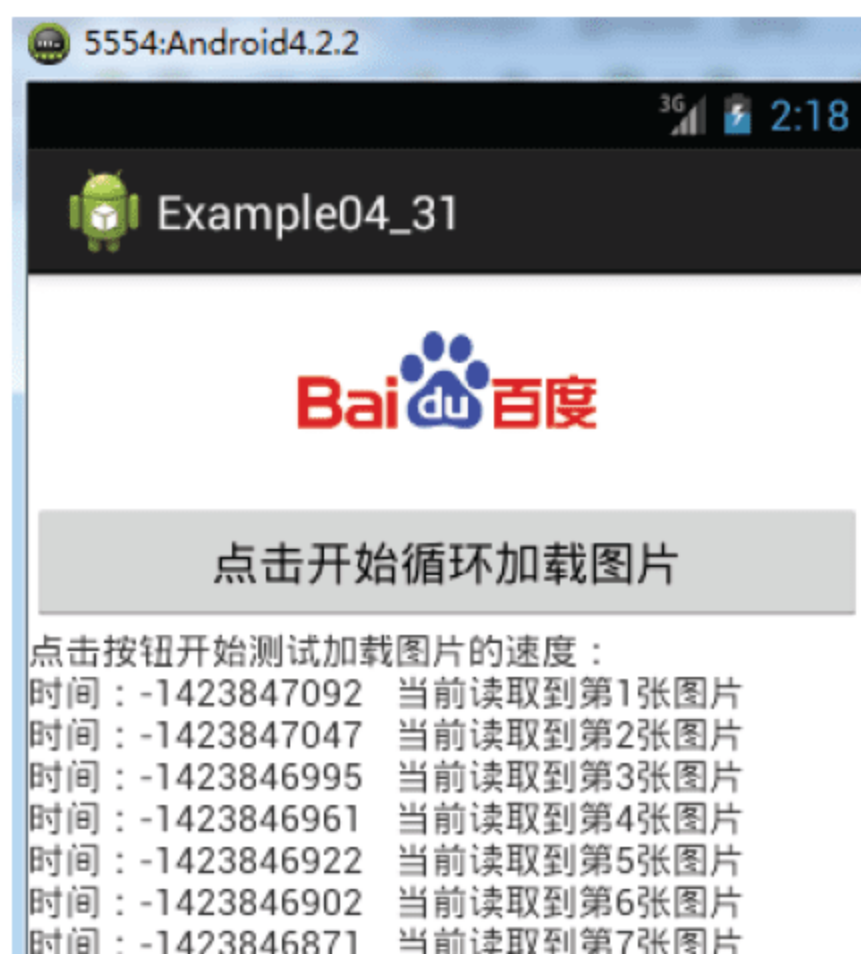 5554:Android4.2.2
3G 2:18
Example04_31
Bai du 百度
点击开始循环加载图片
点击按钮开始测试加载图片的速度：
时间：-1423847092 当前读取到第1张图片
时间：-1423847047 当前读取到第2张图片
时间：-1423846995 当前读取到第3张图片
时间：-1423846961 当前读取到第4张图片
时间：-1423846922 当前读取到第5张图片
时间：-1423846902 当前读取到第6张图片
时间：-1423846871 当前读取到第7张图片